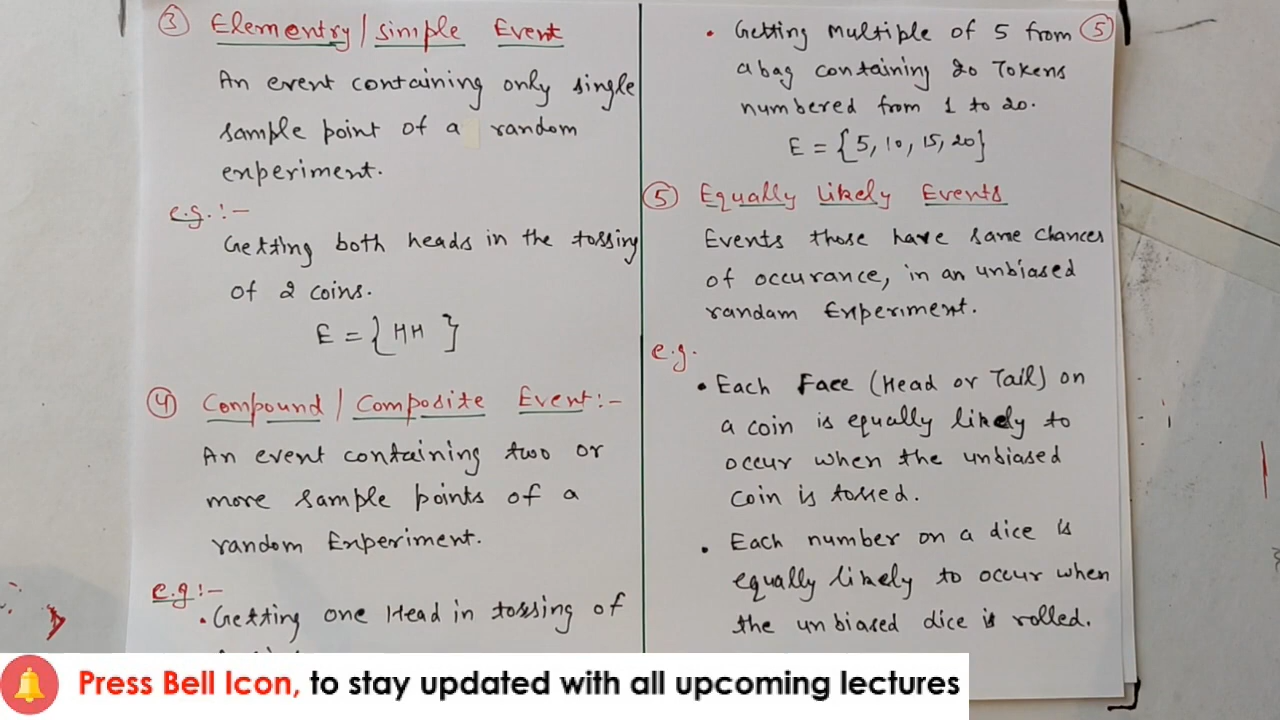 ③ Elementry / simple Event
An event containing only single
sample point of a random
experiment.
e.g. :-
Getting both heads in the tossing
of 2 coins.
E = { HH }
④ Compound / Composite Event :-
An event containing two or
more sample points of a
random Experiment.
e.g :-
• Getting one Head in tossing of
• Getting multiple of 5 from ⑤
a bag containing 20 Tokens
numbered from 1 to 20.
E = {5, 10, 15, 20}
⑤ Equally Likely Events
Events those have same chances
of occurance, in an unbiased
randam Experiment.
e.g.
• Each Face (Head or Tail) on
a coin is equally likely to
occur when the unbiased
coin is tossed.
• Each number on a dice is
equally likely to occur when
the unbiased dice is rolled.
Press Bell Icon, to stay updated with all upcoming lectures